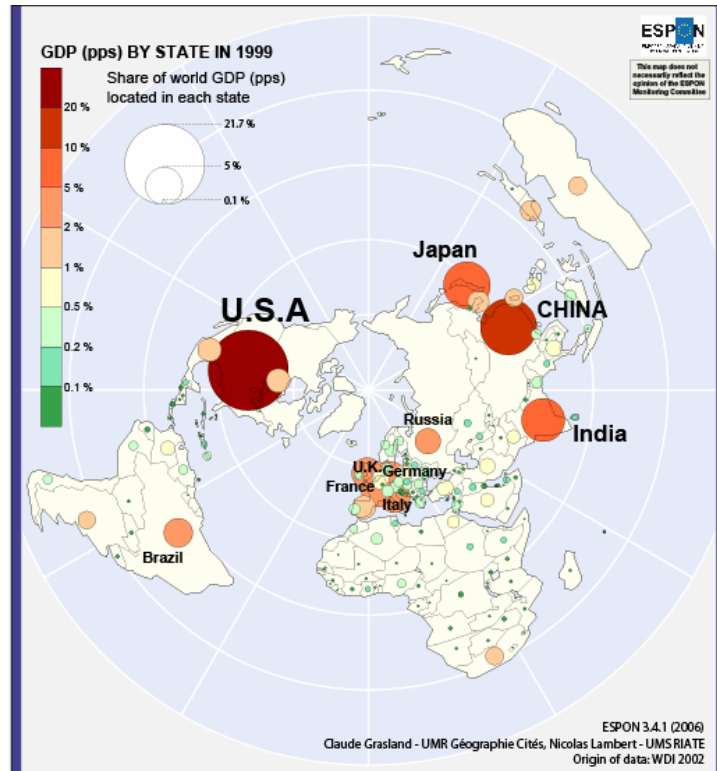 GDP (pps) BY STATE IN 1999
Share of world GDP (pps)
located in each state
20 %
10 %
5 %
2 %
1 %
0.5 %
0.2 %
0.1 %
21.7 %
5 %
0.1 %
ESPON
This map does not
necessarily reflect the
opinion of the ESPON
Monitoring Committee
Japan
U.S.A
CHINA
Russia
India
U.K.
Germany
France
Italy
Brazil
ESPON 3.4.1 (2006)
Claude Grasland - UMR Géographie Cités, Nicolas Lambert - UMS RIATE
Origin of data: WDI 2002